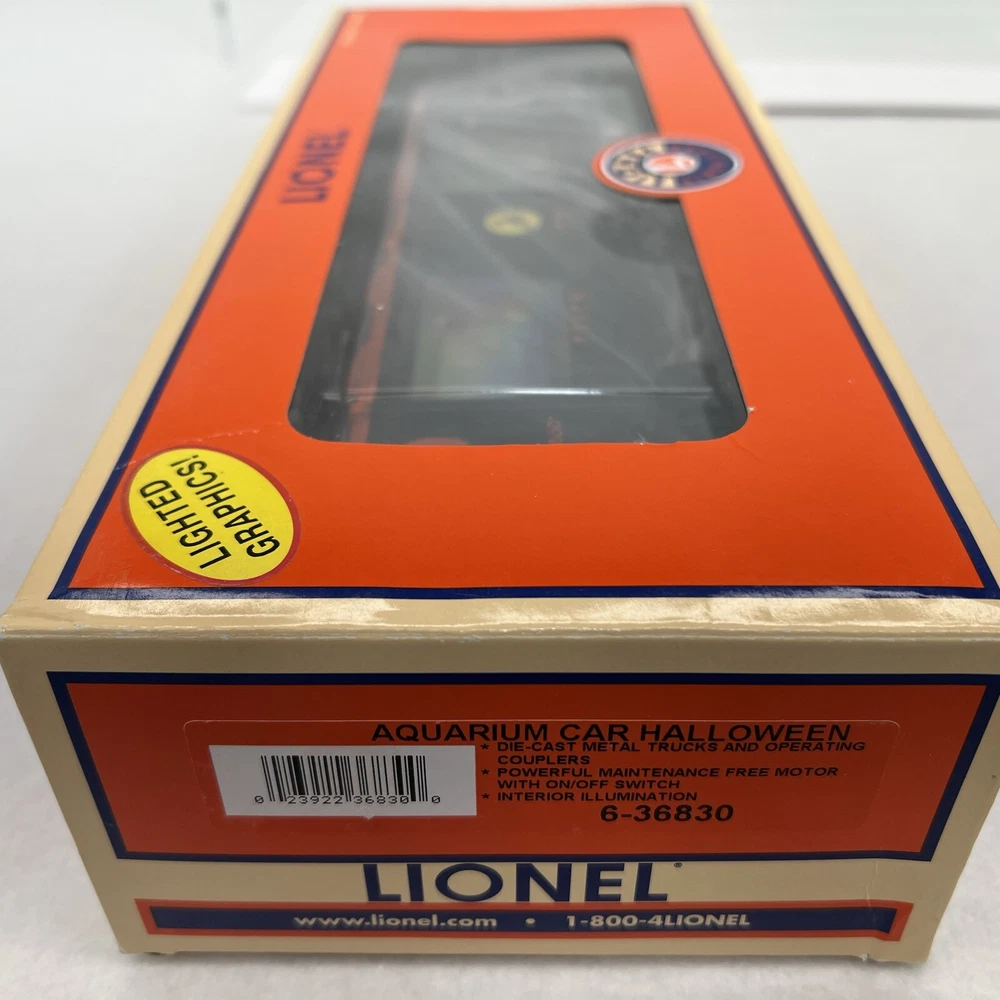 LIONEL
LIONEL
LIGHTED
GRAPHICS!
AQUARIUM CAR HALLOWEEN
* DIE-CAST METAL TRUCKS AND OPERATING
COUPLERS
* POWERFUL MAINTENANCE FREE MOTOR
WITH ON/OFF SWITCH
* INTERIOR ILLUMINATION
0 23922 36830 0
6-36830
LIONEL
www.lionel.com • 1-800-4LIONEL